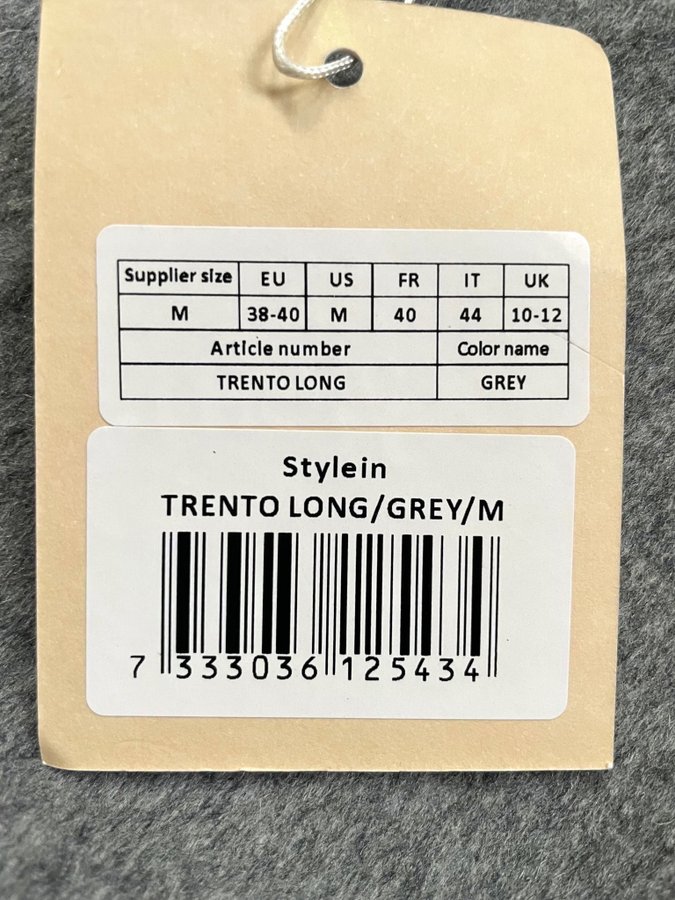 Supplier size EU US FR IT UK
M 38-40 M 40 44 10-12
Article number Color name
TRENTO LONG GREY
Stylein
TRENTO LONG/GREY/M
7 333036 125434